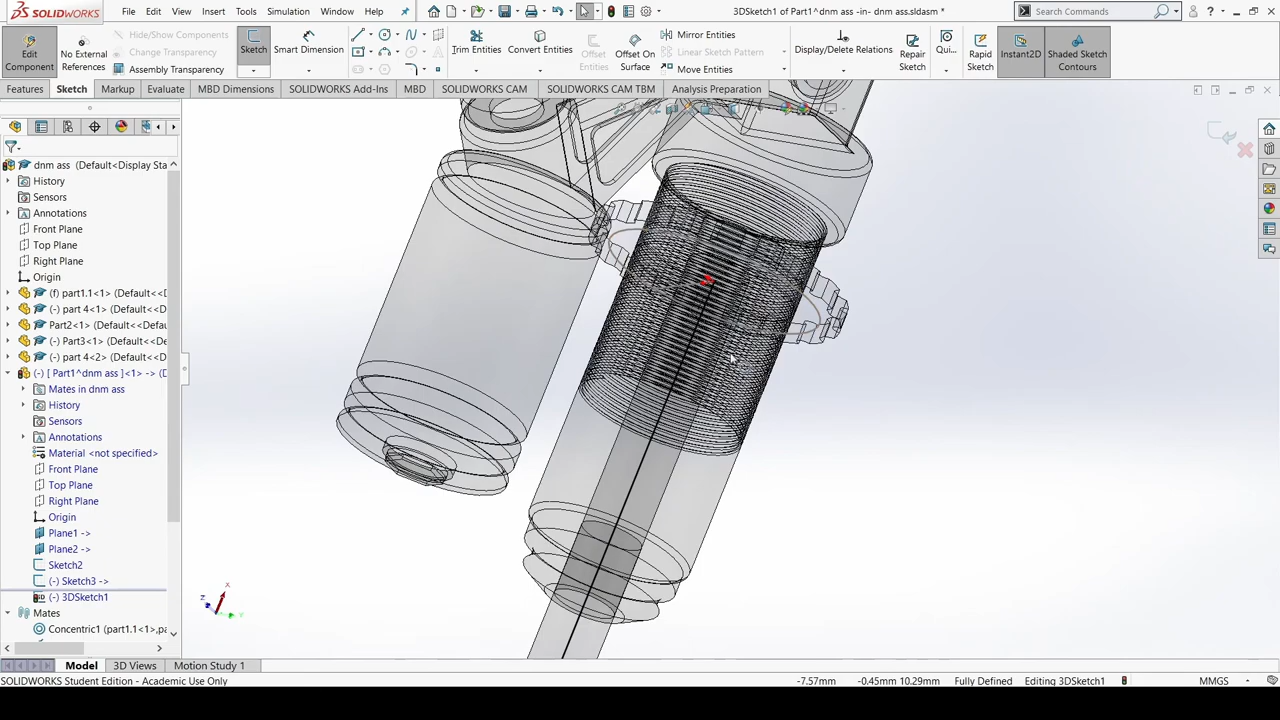 SOLIDWORKS File Edit View Insert Tools Simulation Window Help 3DSketch1 of Part1^dnm ass -in- dnm ass.sldasm * Search Commands
Edit Component
No External References
Show/Hide Components
Change Transparency
Assembly Transparency
Sketch
Smart Dimension
Trim Entities
Convert Entities
Offset Entities
Offset On Surface
Mirror Entities
Linear Sketch Pattern
Move Entities
Display/Delete Relations
Repair Sketch
Qui...
Rapid Sketch
Instant2D
Shaded Sketch Contours
Features Sketch Markup Evaluate MBD Dimensions SOLIDWORKS Add-Ins MBD SOLIDWORKS CAM SOLIDWORKS CAM TBM Analysis Preparation
dnm ass (Default<Display Sta
History
Sensors
Annotations
Front Plane
Top Plane
Right Plane
Origin
(f) part1.1<1> (Default<<D
(-) part 4<1> (Default<<D
Part2<1> (Default<<Defau
Part3<1> (Default<<Defau
(-) part 4<2> (Default<<D
(-) [ Part1^dnm ass ]<1> -> (D
Mates in dnm ass
History
Sensors
Annotations
Material <not specified>
Front Plane
Top Plane
Right Plane
Origin
Plane1 ->
Plane2 ->
Sketch2
(-) Sketch3 ->
(-) 3DSketch1
Mates
Concentric1 (part1.1<1>,pa
X
Z
Y
Model 3D Views Motion Study 1
SOLIDWORKS Student Edition - Academic Use Only -7.57mm -0.45mm 10.29mm Fully Defined Editing 3DSketch1 MMGS